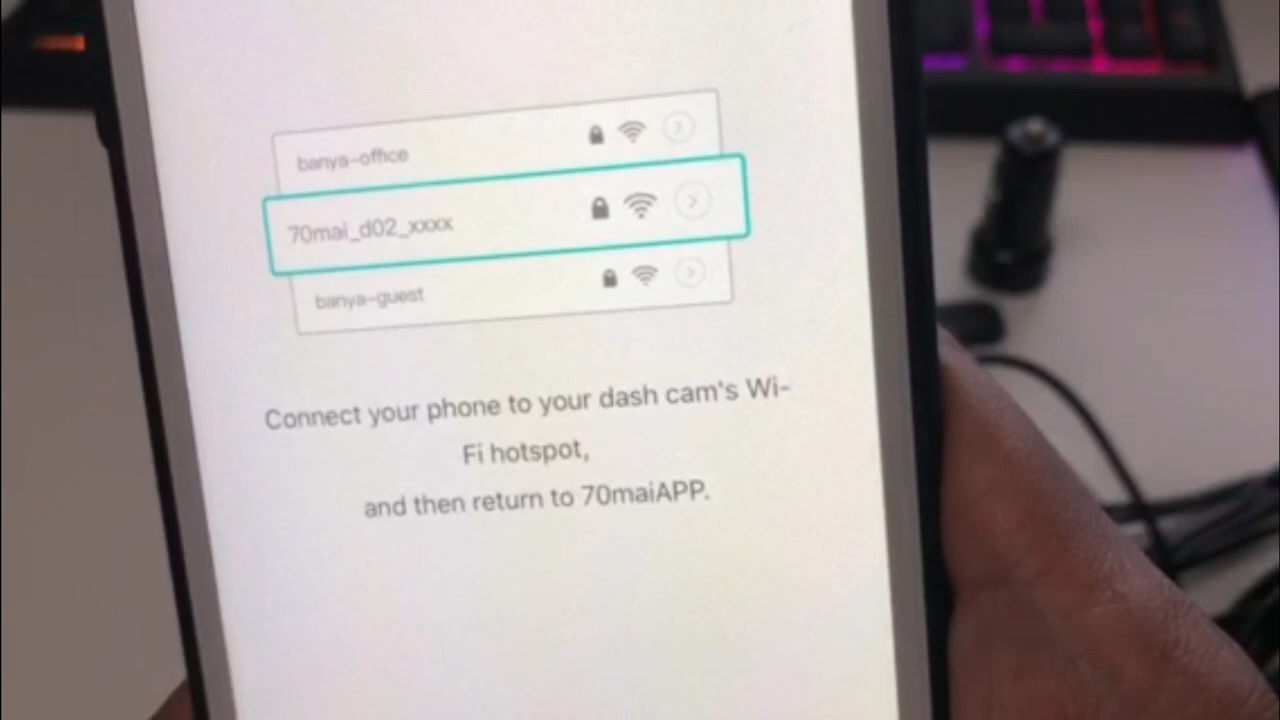 banya-office
70mai_d02_xxxx
banya-guest
Connect your phone to your dash cam's Wi-
Fi hotspot,
and then return to 70maiAPP.